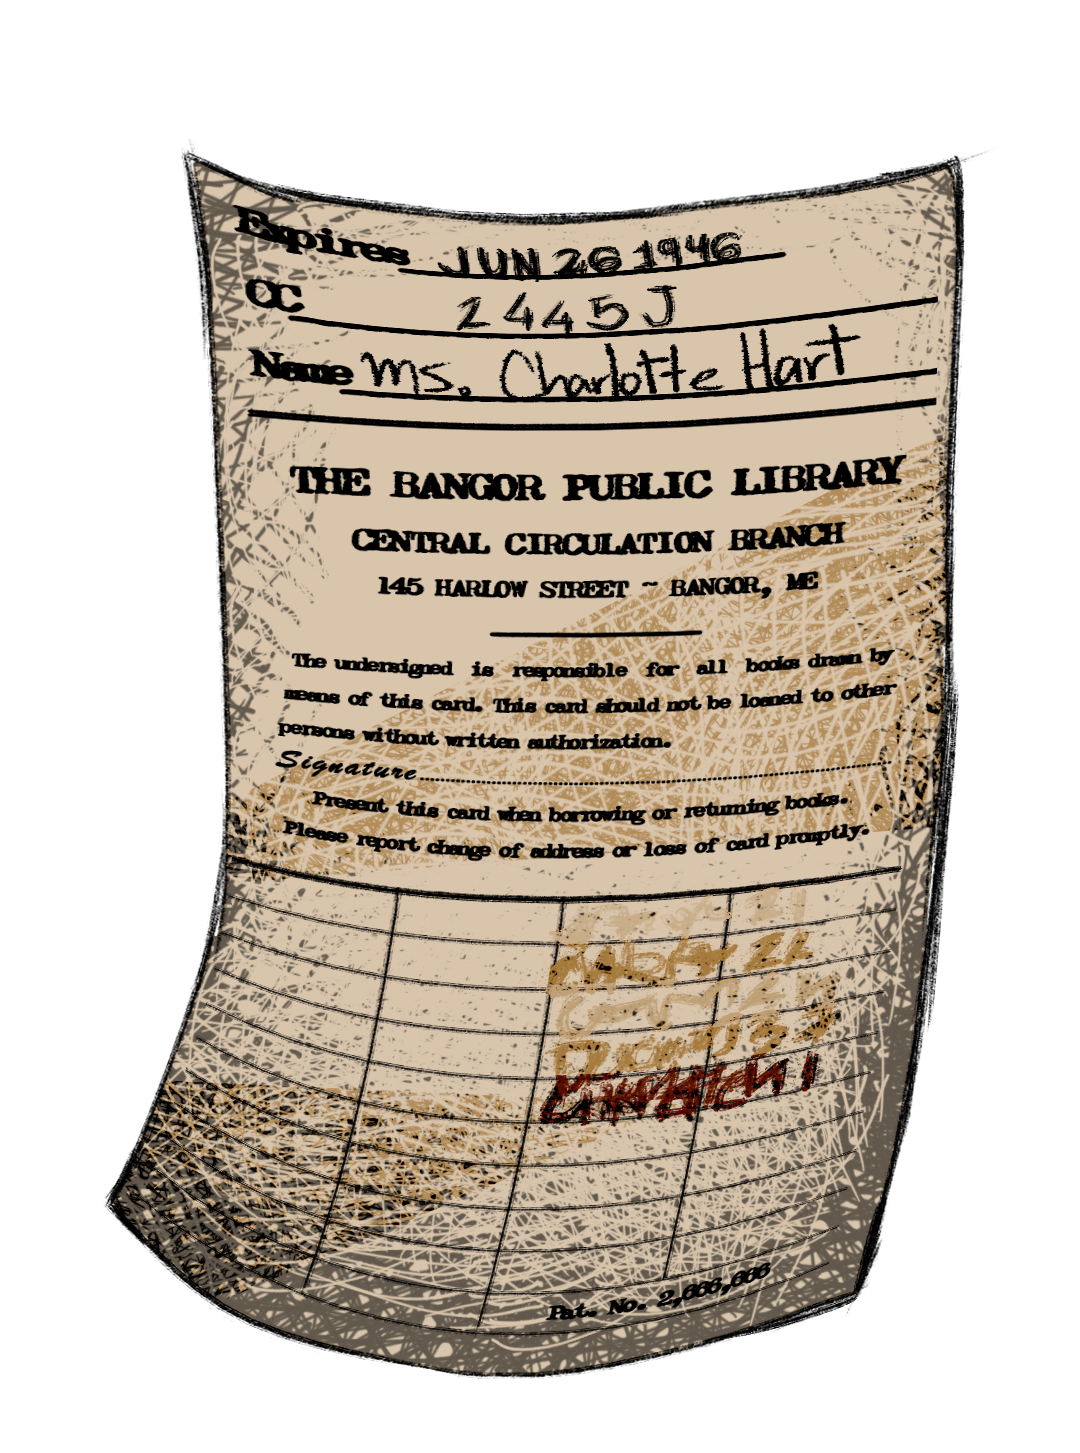 Expires JUN 26 1946
CC 2445J
Name Ms. Charlotte Hart
THE BANGOR PUBLIC LIBRARY
CENTRAL CIRCULATION BRANCH
145 HARLOW STREET ~ BANGOR, ME
The undersigned is responsible for all books drawn by
means of this card. This card should not be loaned to other
persons without written authorization.
Signature
Present this card when borrowing or returning books.
Please report change of address or loss of card promptly.
Pat. No. 2,666,666